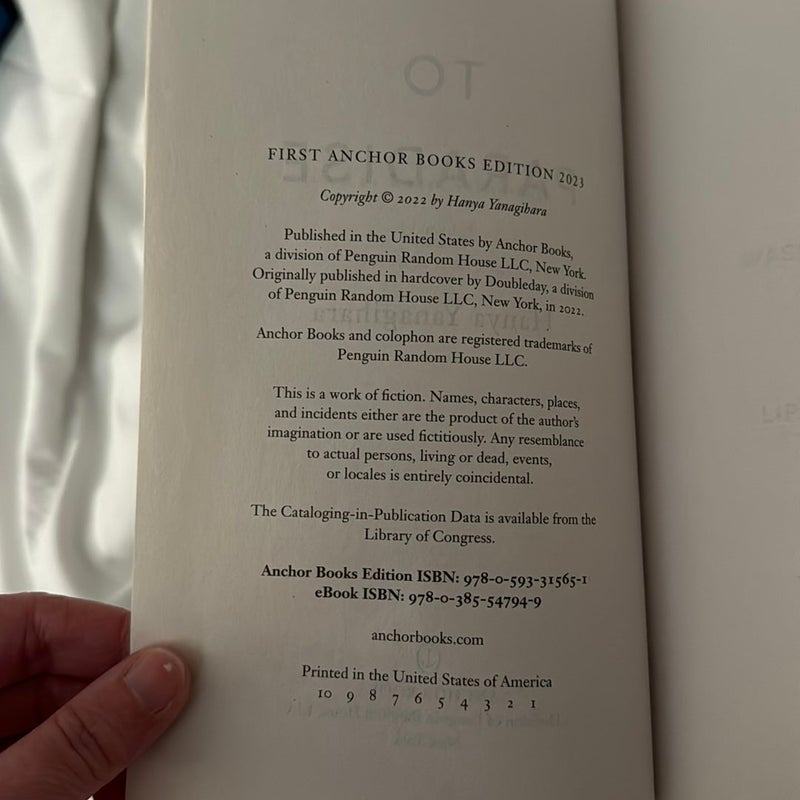 FIRST ANCHOR BOOKS EDITION 2023
Copyright © 2022 by Hanya Yanagihara
Published in the United States by Anchor Books,
a division of Penguin Random House LLC, New York.
Originally published in hardcover by Doubleday, a division
of Penguin Random House LLC, New York, in 2022.
Anchor Books and colophon are registered trademarks of
Penguin Random House LLC.
This is a work of fiction. Names, characters, places,
and incidents either are the product of the author's
imagination or are used fictitiously. Any resemblance
to actual persons, living or dead, events,
or locales is entirely coincidental.
The Cataloging-in-Publication Data is available from the
Library of Congress.
Anchor Books Edition ISBN: 978-0-593-31565-1
eBook ISBN: 978-0-385-54794-9
anchorbooks.com
Printed in the United States of America
10 9 8 7 6 5 4 3 2 1